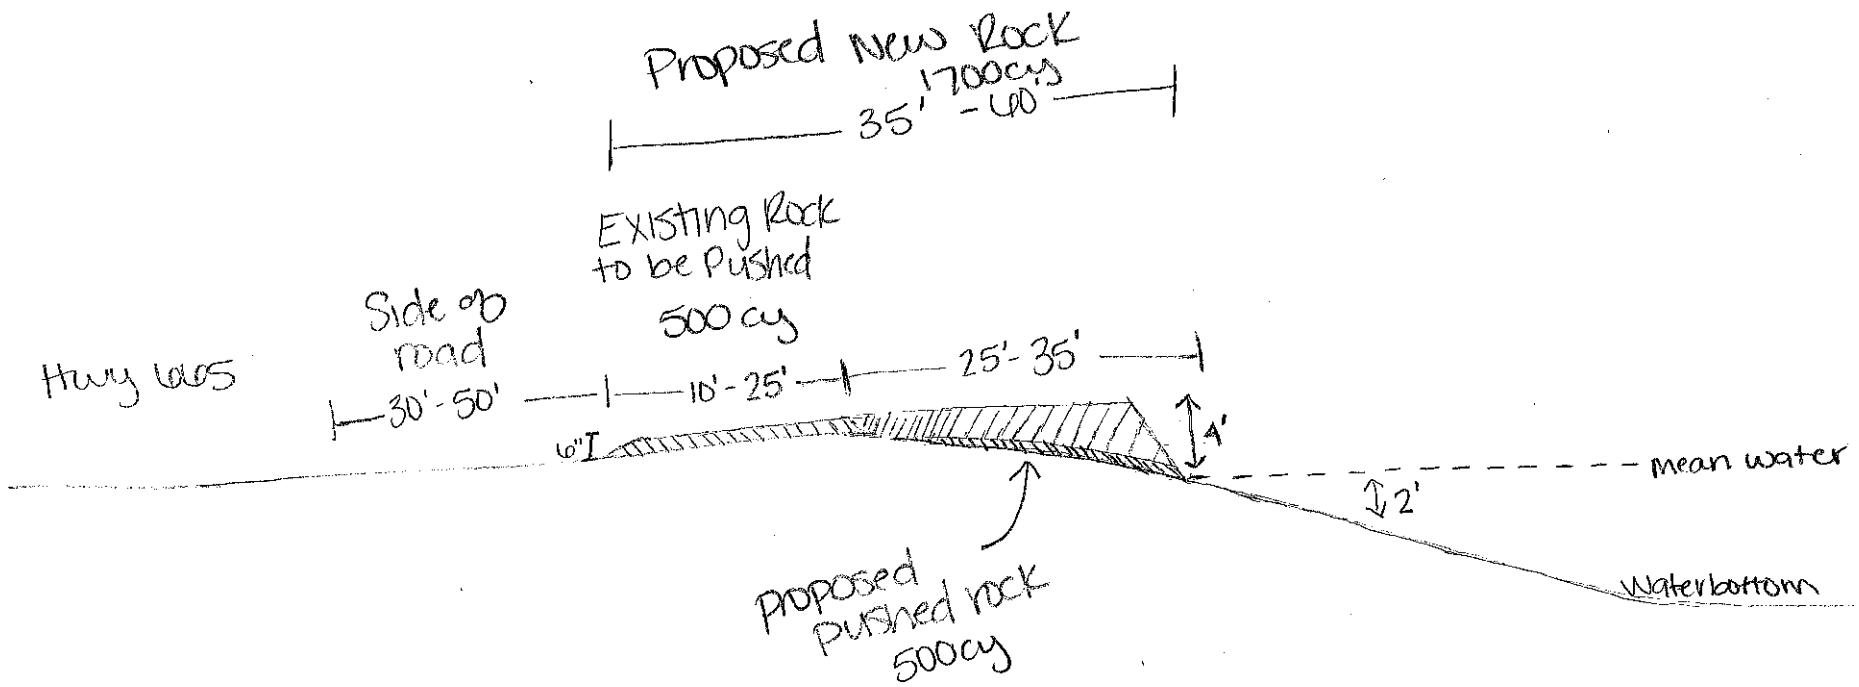 Proposed New Rock
1700cy
35' - 40'
Existing Rock
to be Pushed
500 cy
Side of
road
Hwy 665
30'-50'
10'-25'
25'-35'
6"
4'
mean water
2'
Waterbottom
proposed
pushed rock
500cy